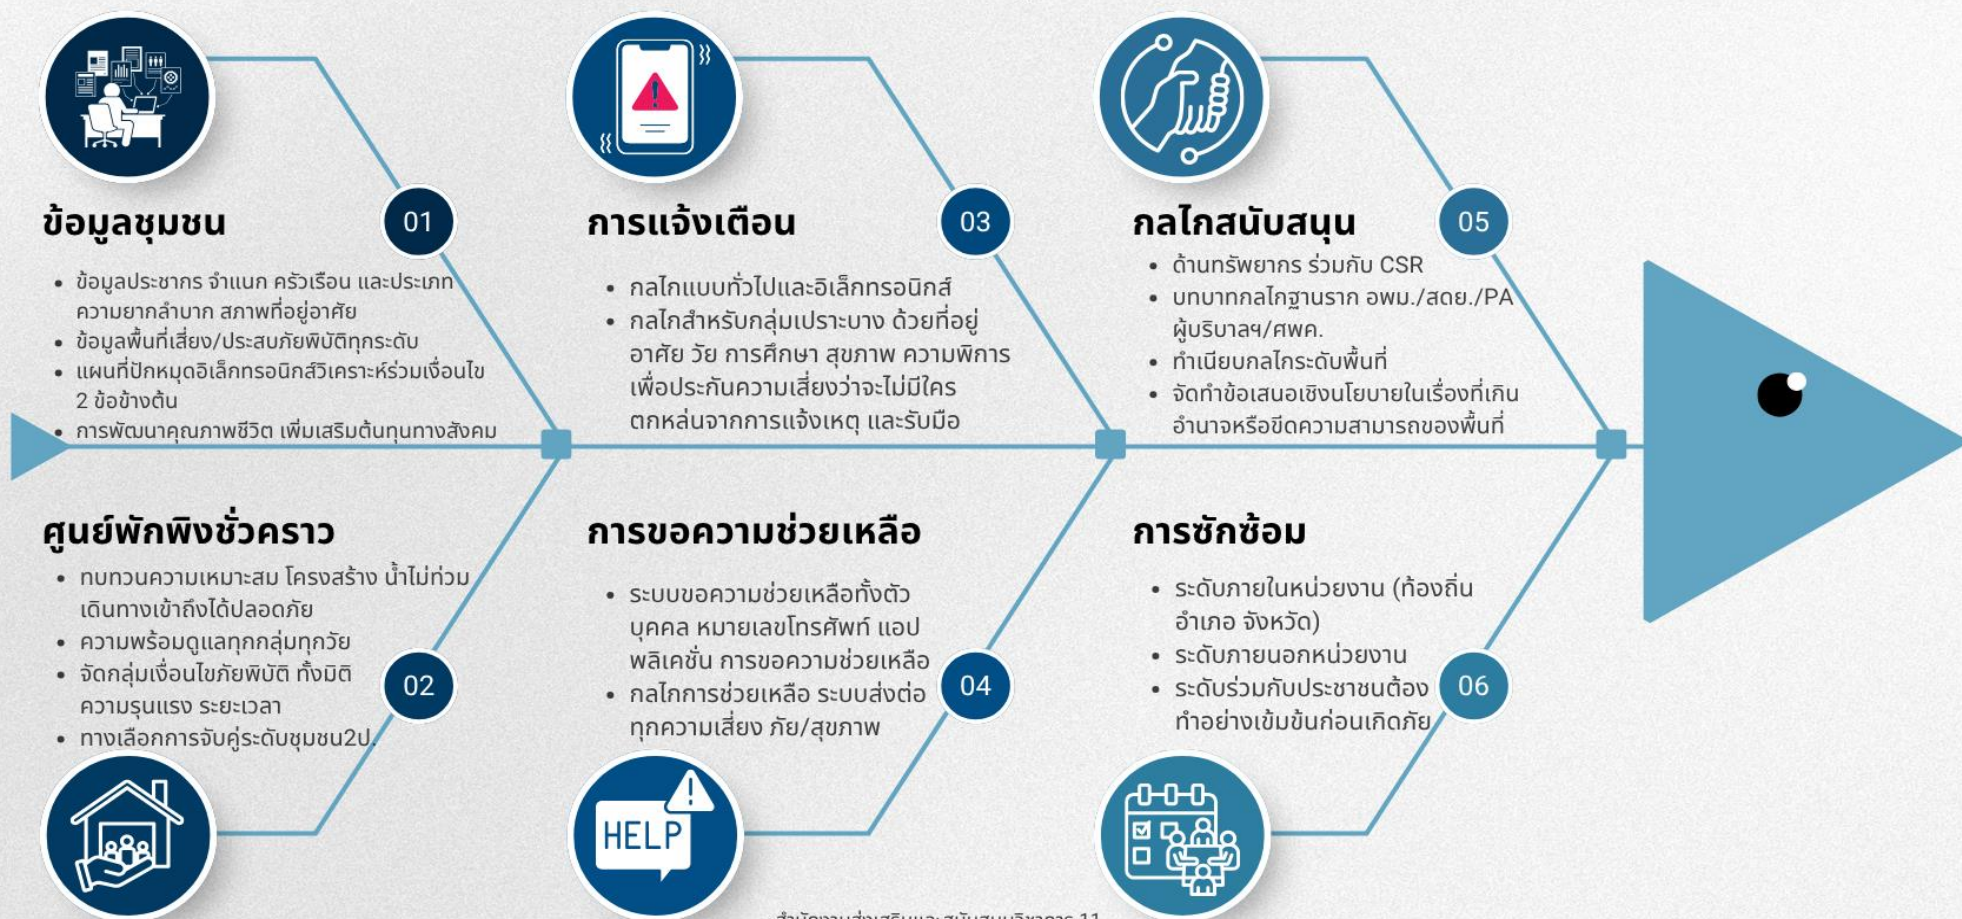 ข้อมูลชุมชน
01
• ข้อมูลประชากร จำแนก ครัวเรือน และประเภท
ความยากลำบาก สภาพที่อยู่อาศัย
• ข้อมูลพื้นที่เสี่ยง/ประสบภัยพิบัติทุกระดับ
• แผนที่ปักหมุดอิเล็กทรอนิกส์วิเคราะห์ร่วมเงื่อนไข
2 ข้อข้างต้น
• การพัฒนาคุณภาพชีวิต เพิ่มเสริมต้นทุนทางสังคม
ศูนย์พักพิงชั่วคราว
• ทบทวนความเหมาะสม โครงสร้าง น้ำไม่ท่วม
เดินทางเข้าถึงได้ปลอดภัย
• ความพร้อมดูแลทุกกลุ่มทุกวัย
• จัดกลุ่มเงื่อนไขภัยพิบัติ ทั้งมิติ
ความรุนแรง ระยะเวลา
• ทางเลือกการจับคู่ระดับชุมชน2ป.
02
การแจ้งเตือน
03
• กลไกแบบทั่วไปและอิเล็กทรอนิกส์
• กลไกสำหรับกลุ่มเปราะบาง ด้วยที่อยู่
อาศัย วัย การศึกษา สุขภาพ ความพิการ
เพื่อประกันความเสี่ยงว่าจะไม่มีใคร
ตกหล่นจากการแจ้งเหตุ และรับมือ
การขอความช่วยเหลือ
• ระบบขอความช่วยเหลือทั้งตัว
บุคคล หมายเลขโทรศัพท์ แอป
พลิเคชั่น การขอความช่วยเหลือ
• กลไกการช่วยเหลือ ระบบส่งต่อ
ทุกความเสี่ยง ภัย/สุขภาพ
04
HELP
กลไกสนับสนุน
05
• ด้านทรัพยากร ร่วมกับ CSR
• บทบาทกลไกฐานราก อพม./สดย./PA
ผู้บริบาลฯ/ศพค.
• ทำเนียบกลไกระดับพื้นที่
• จัดทำข้อเสนอเชิงนโยบายในเรื่องที่เกิน
อำนาจหรือขีดความสามารถของพื้นที่
การซักซ้อม
• ระดับภายในหน่วยงาน (ท้องถิ่น
อำเภอ จังหวัด)
• ระดับภายนอกหน่วยงาน
• ระดับร่วมกับประชาชนต้อง
ทำอย่างเข้มข้นก่อนเกิดภัย
06
สำนักงานส่งเสริมและสนับสนุนวิชาการ 11